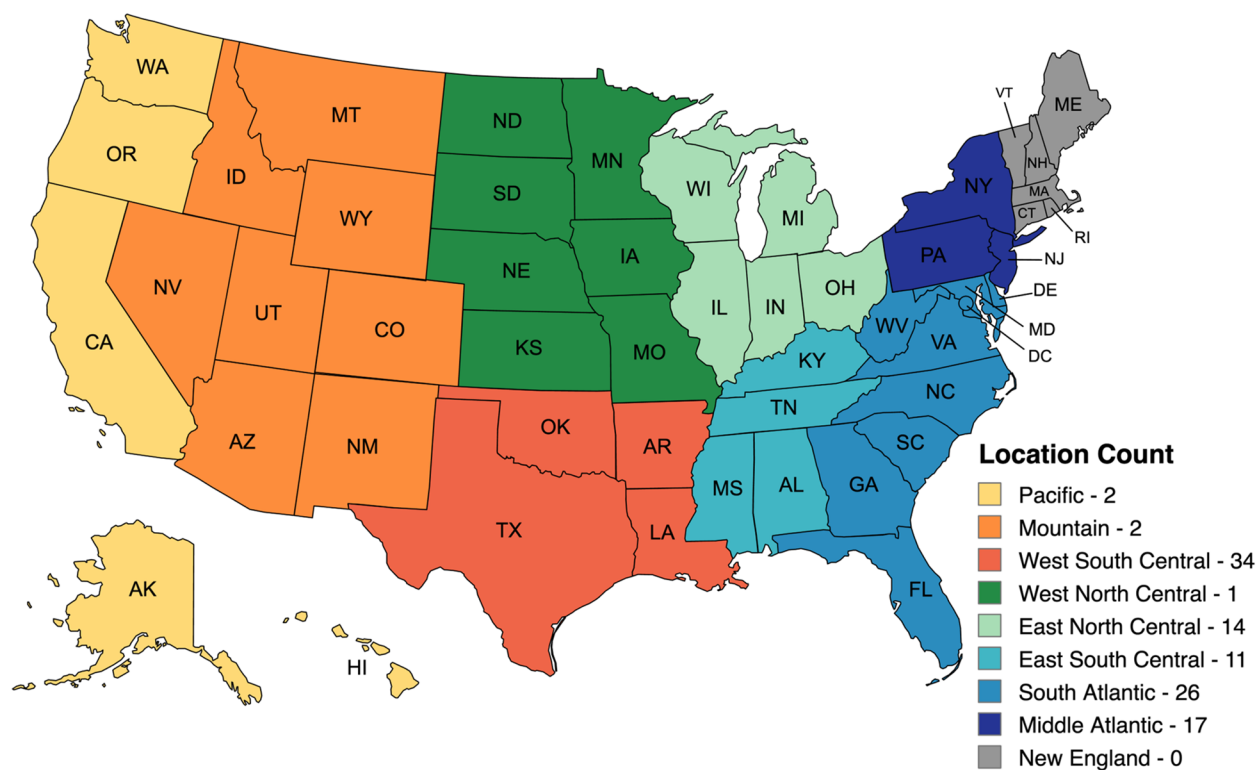 WA
MT
ND
MN
OR
ID
SD
WI
MI
WY
NE
IA
NV
UT
CO
KS
MO
IL
IN
OH
PA
NY
VT
NH
ME
MA
CT
RI
NJ
DE
MD
DC
WV
VA
KY
CA
AZ
NM
OK
AR
TN
NC
SC
MS
AL
GA
TX
LA
FL
AK
HI
Location Count
Pacific - 2
Mountain - 2
West South Central - 34
West North Central - 1
East North Central - 14
East South Central - 11
South Atlantic - 26
Middle Atlantic - 17
New England - 0